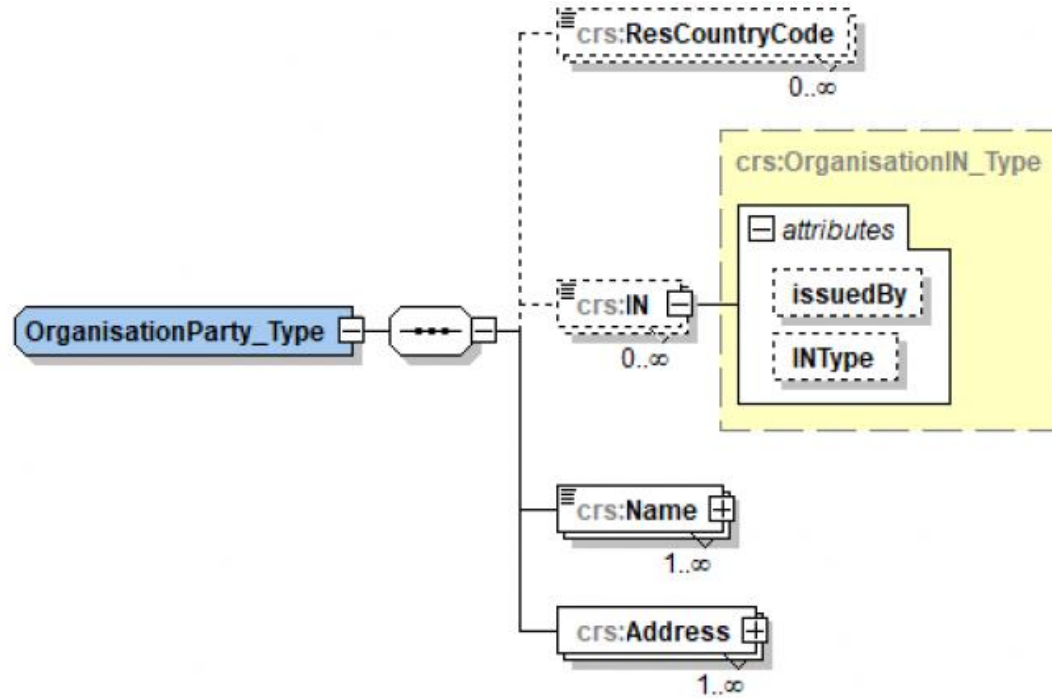 crs:ResCountryCode
0..∞
crs:OrganisationIN_Type
attributes
issuedBy
crs:IN
INType
OrganisationParty_Type
0..∞
crs:Name
1..∞
crs:Address
1..∞